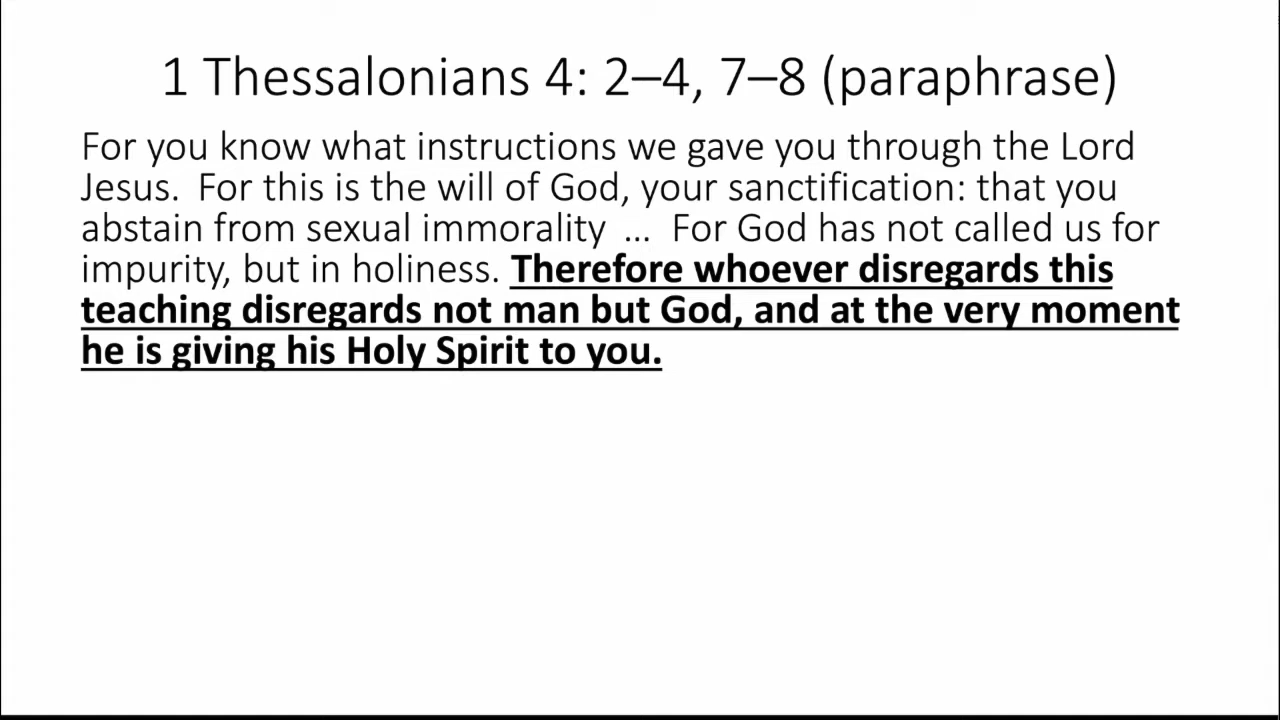 1 Thessalonians 4: 2–4, 7–8 (paraphrase)
For you know what instructions we gave you through the Lord
Jesus.  For this is the will of God, your sanctification: that you
abstain from sexual immorality  …  For God has not called us for
impurity, but in holiness. Therefore whoever disregards this
teaching disregards not man but God, and at the very moment
he is giving his Holy Spirit to you.